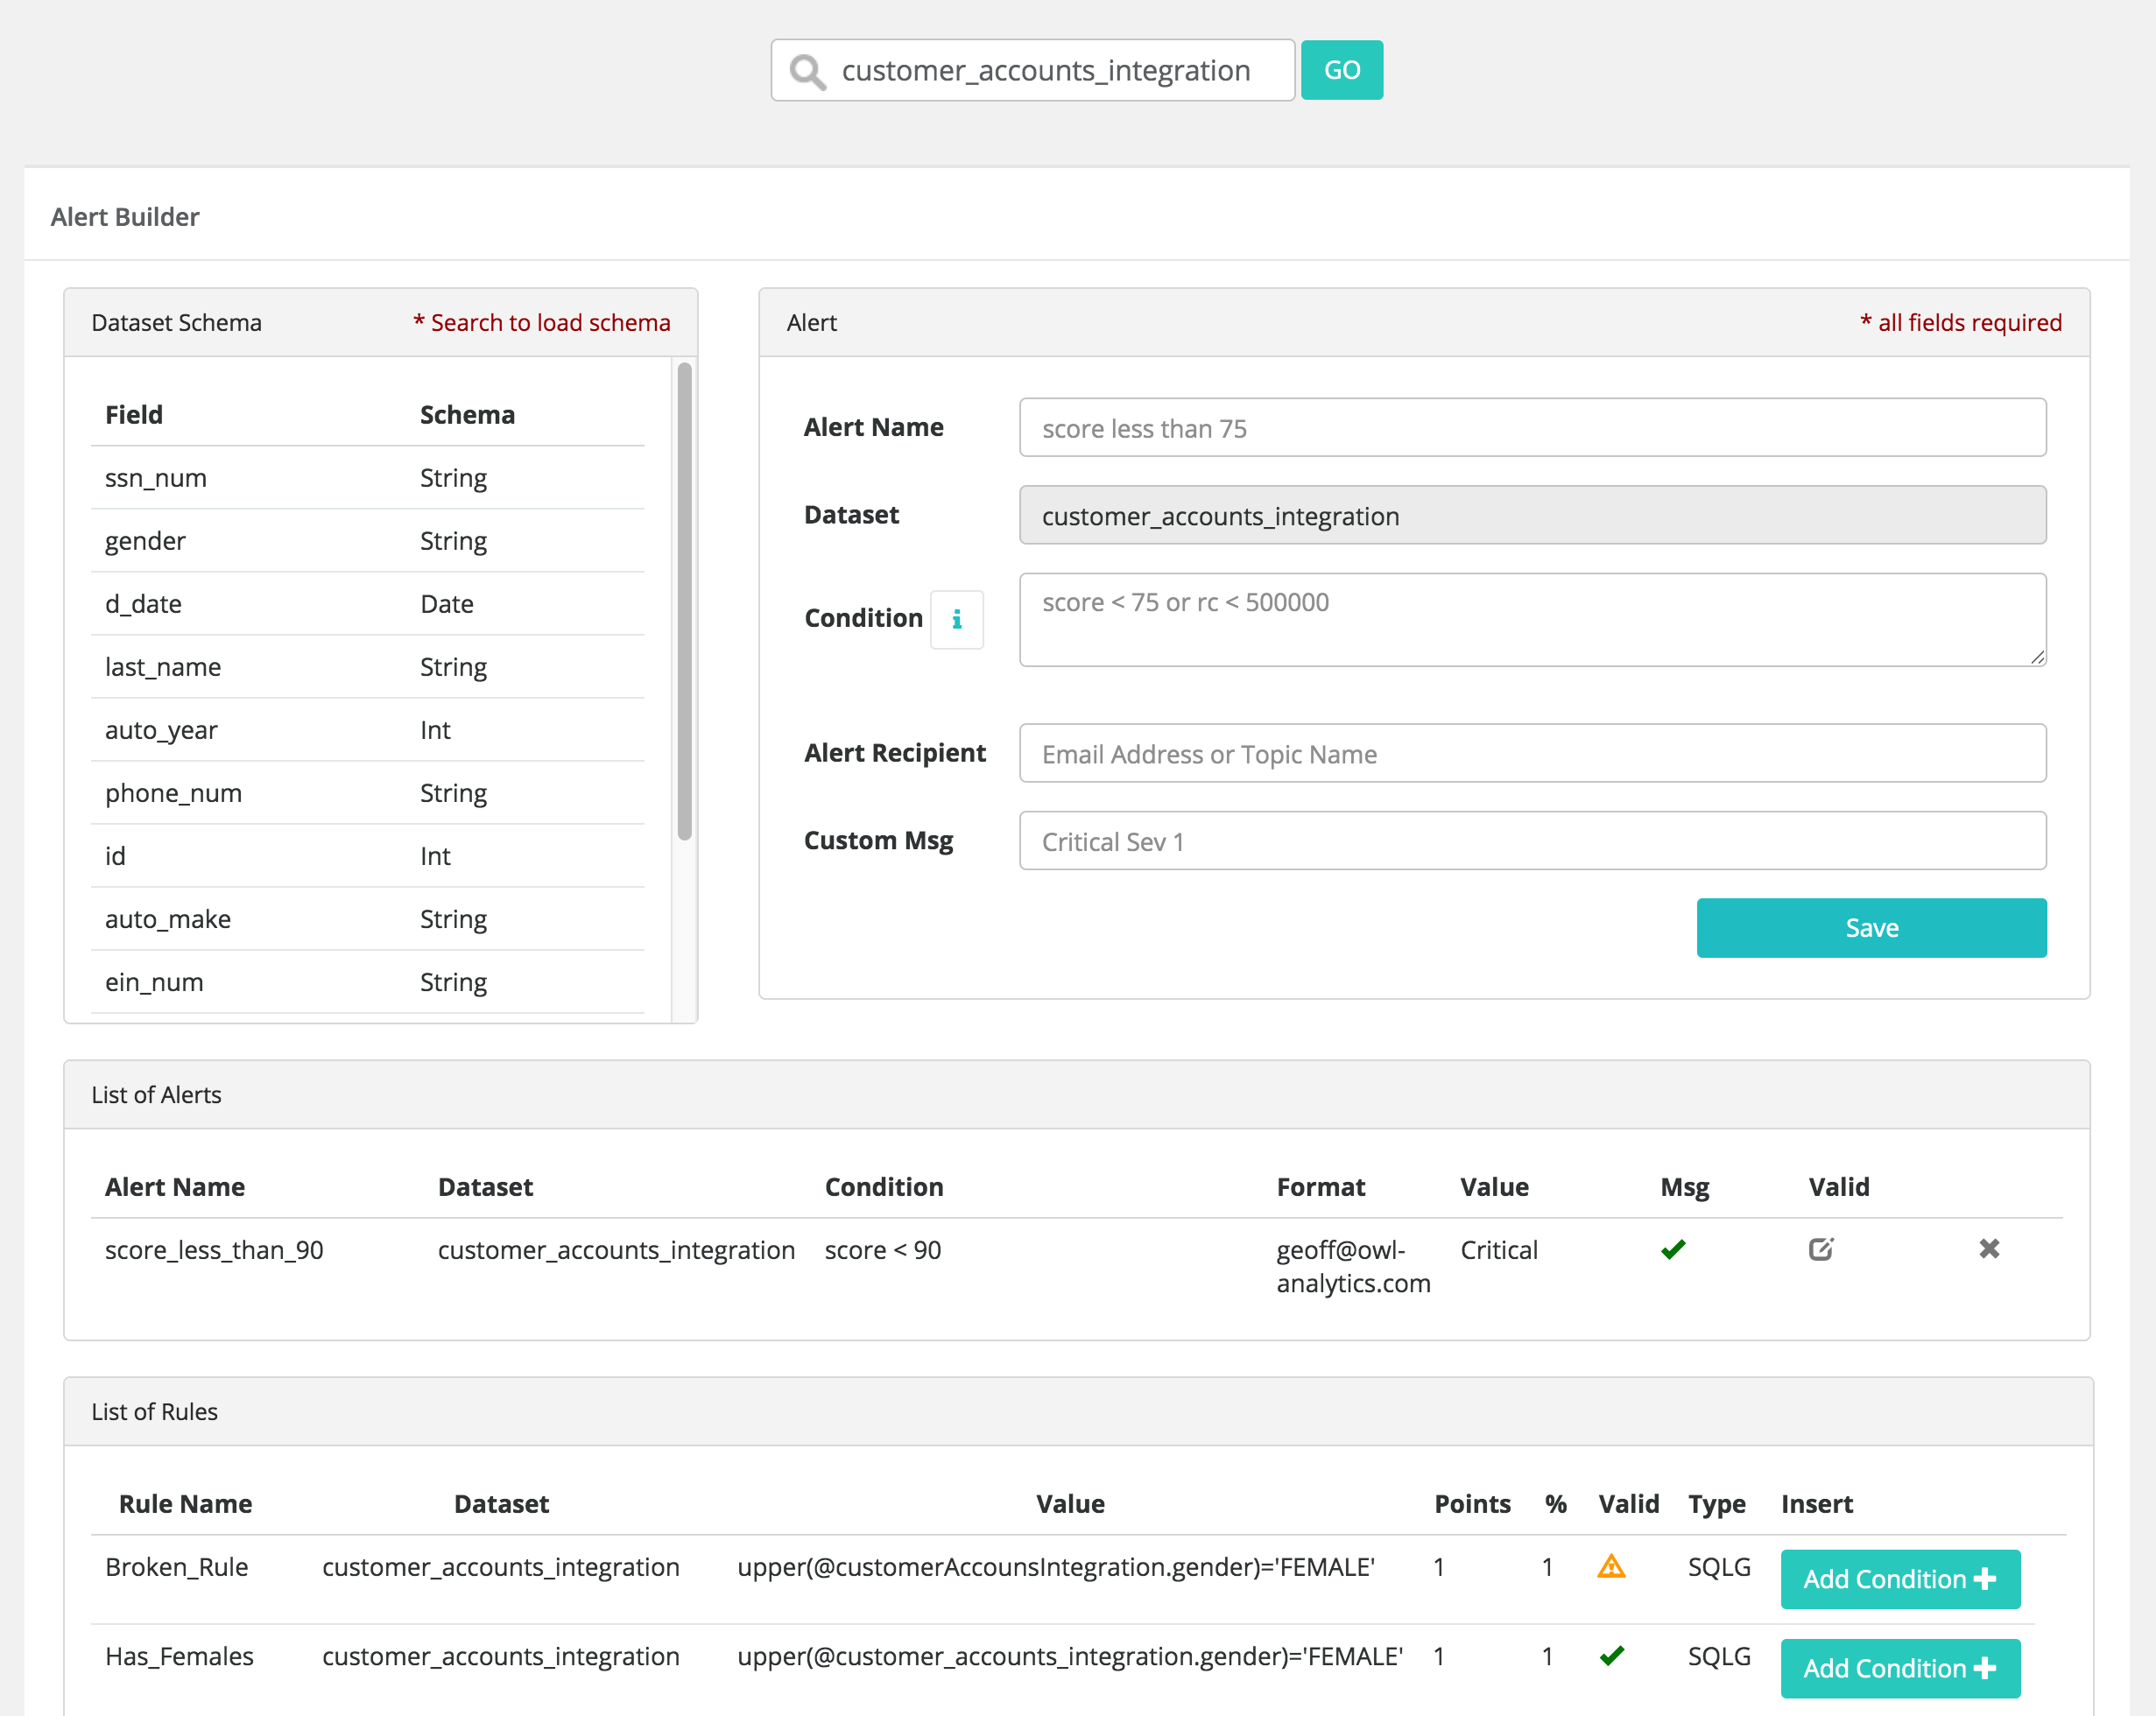 customer_accounts_integration GO
Alert Builder
Dataset Schema * Search to load schema
Field Schema
ssn_num String
gender String
d_date Date
last_name String
auto_year Int
phone_num String
id Int
auto_make String
ein_num String
Alert * all fields required
Alert Name score less than 75
Dataset customer_accounts_integration
Condition i score < 75 or rc < 500000
Alert Recipient Email Address or Topic Name
Custom Msg Critical Sev 1
Save
List of Alerts
Alert Name Dataset Condition Format Value Msg Valid
score_less_than_90 customer_accounts_integration score < 90 geoff@owl- Critical
analytics.com
List of Rules
Rule Name Dataset Value Points % Valid Type Insert
Broken_Rule customer_accounts_integration upper(@customerAccounsIntegration.gender)='FEMALE' 1 1 SQLG Add Condition
Has_Females customer_accounts_integration upper(@customer_accounts_integration.gender)='FEMALE' 1 1 SQLG Add Condition